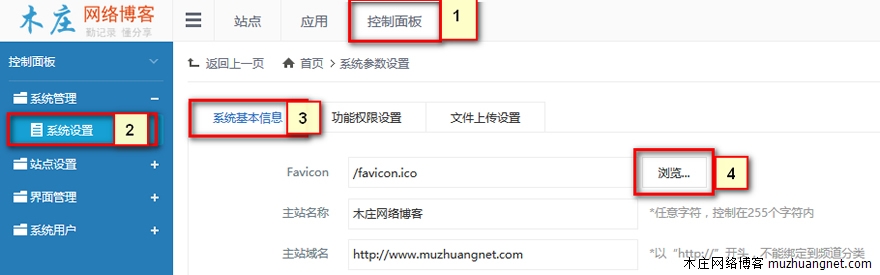 木庄 网络博客
勤记录 懂分享
站点 应用 控制面板 1
控制面板
返回上一页 首页 > 系统参数设置
系统管理
系统设置 2
站点设置
界面管理
系统用户
系统基本信息 3 功能权限设置 文件上传设置
Favicon /favicon.ico 浏览... 4
主站名称 木庄网络博客 *任意字符，控制在255个字符内
主站域名 http://www.muzhuangnet.com *以“http://”开头，不能绑定到频道分类
木庄网络博客 muzhuangnet.com